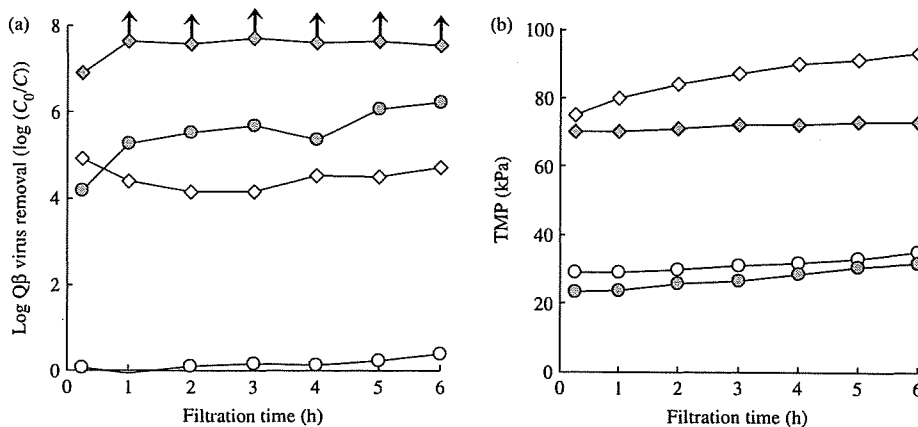 (a)
Log Qβ virus removal (log (C₀/C))
8
6
4
2
0
0 1 2 3 4 5 6
Filtration time (h)
(b)
TMP (kPa)
100
80
60
40
20
0
0 1 2 3 4 5 6
Filtration time (h)